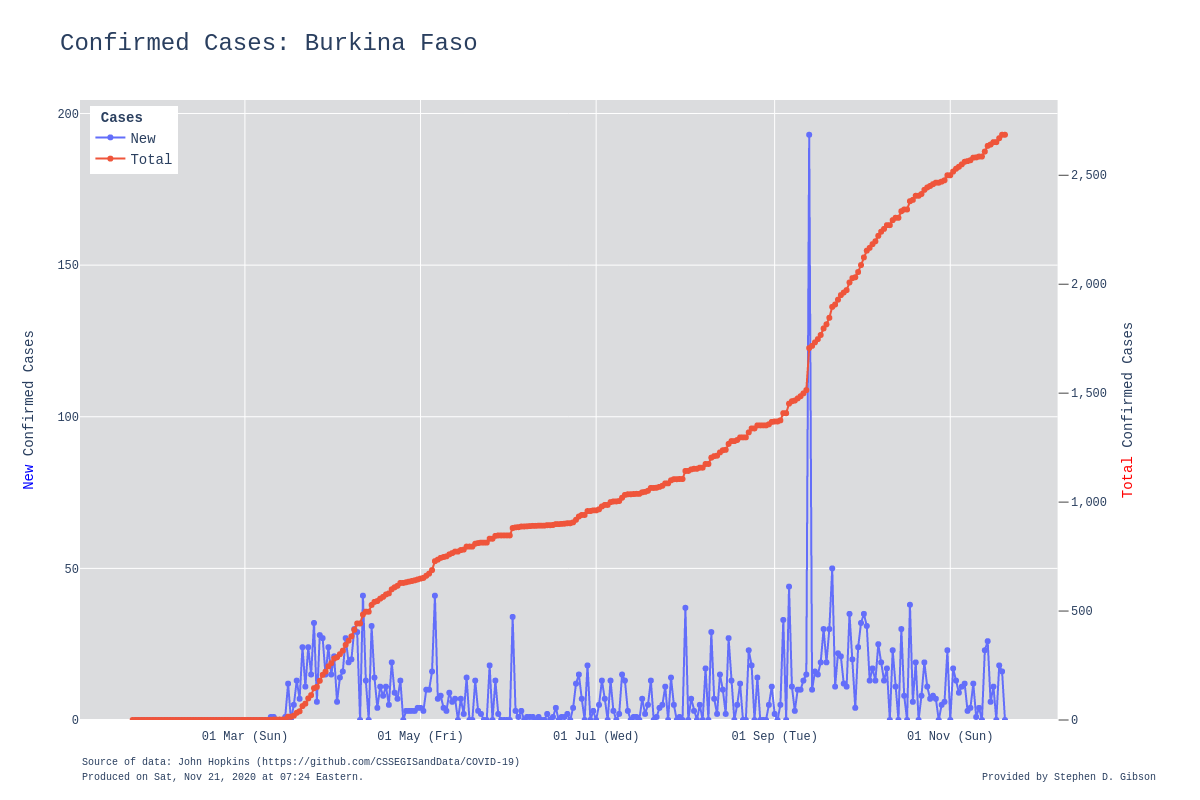 Confirmed Cases: Burkina Faso
Cases
New
Total
200
150
100
50
0
2,500
2,000
1,500
1,000
500
0
New Confirmed Cases
Total Confirmed Cases
01 Mar (Sun)
01 May (Fri)
01 Jul (Wed)
01 Sep (Tue)
01 Nov (Sun)
Source of data: John Hopkins (https://github.com/CSSEGISandData/COVID-19)
Produced on Sat, Nov 21, 2020 at 07:24 Eastern.
Provided by Stephen D. Gibson